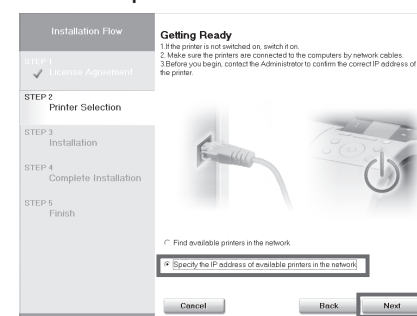 Installation Flow
STEP 1
License Agreement
STEP 2
Printer Selection
STEP 3
Installation
STEP 4
Complete Installation
STEP 5
Finish
Getting Ready
1.If the printer is not switched on, switch it on.
2. Make sure the printers are connected to the computers by network cables.
3.Before you begin, contact the Administrator to confirm the correct IP address of
the printer.
Find available printers in the network
Specify the IP address of available printers in the network
Cancel
Back
Next